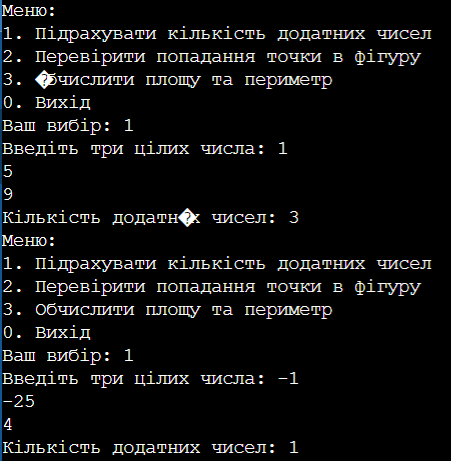 Меню:
1. Підрахувати кількість додатних чисел
2. Перевірити попадання точки в фігуру
3. �бчислити площу та периметр
0. Вихід
Ваш вибір: 1
Введіть три цілих числа: 1
5
9
Кількість додатн�х чисел: 3
Меню:
1. Підрахувати кількість додатних чисел
2. Перевірити попадання точки в фігуру
3. Обчислити площу та периметр
0. Вихід
Ваш вибір: 1
Введіть три цілих числа: -1
-25
4
Кількість додатних чисел: 1